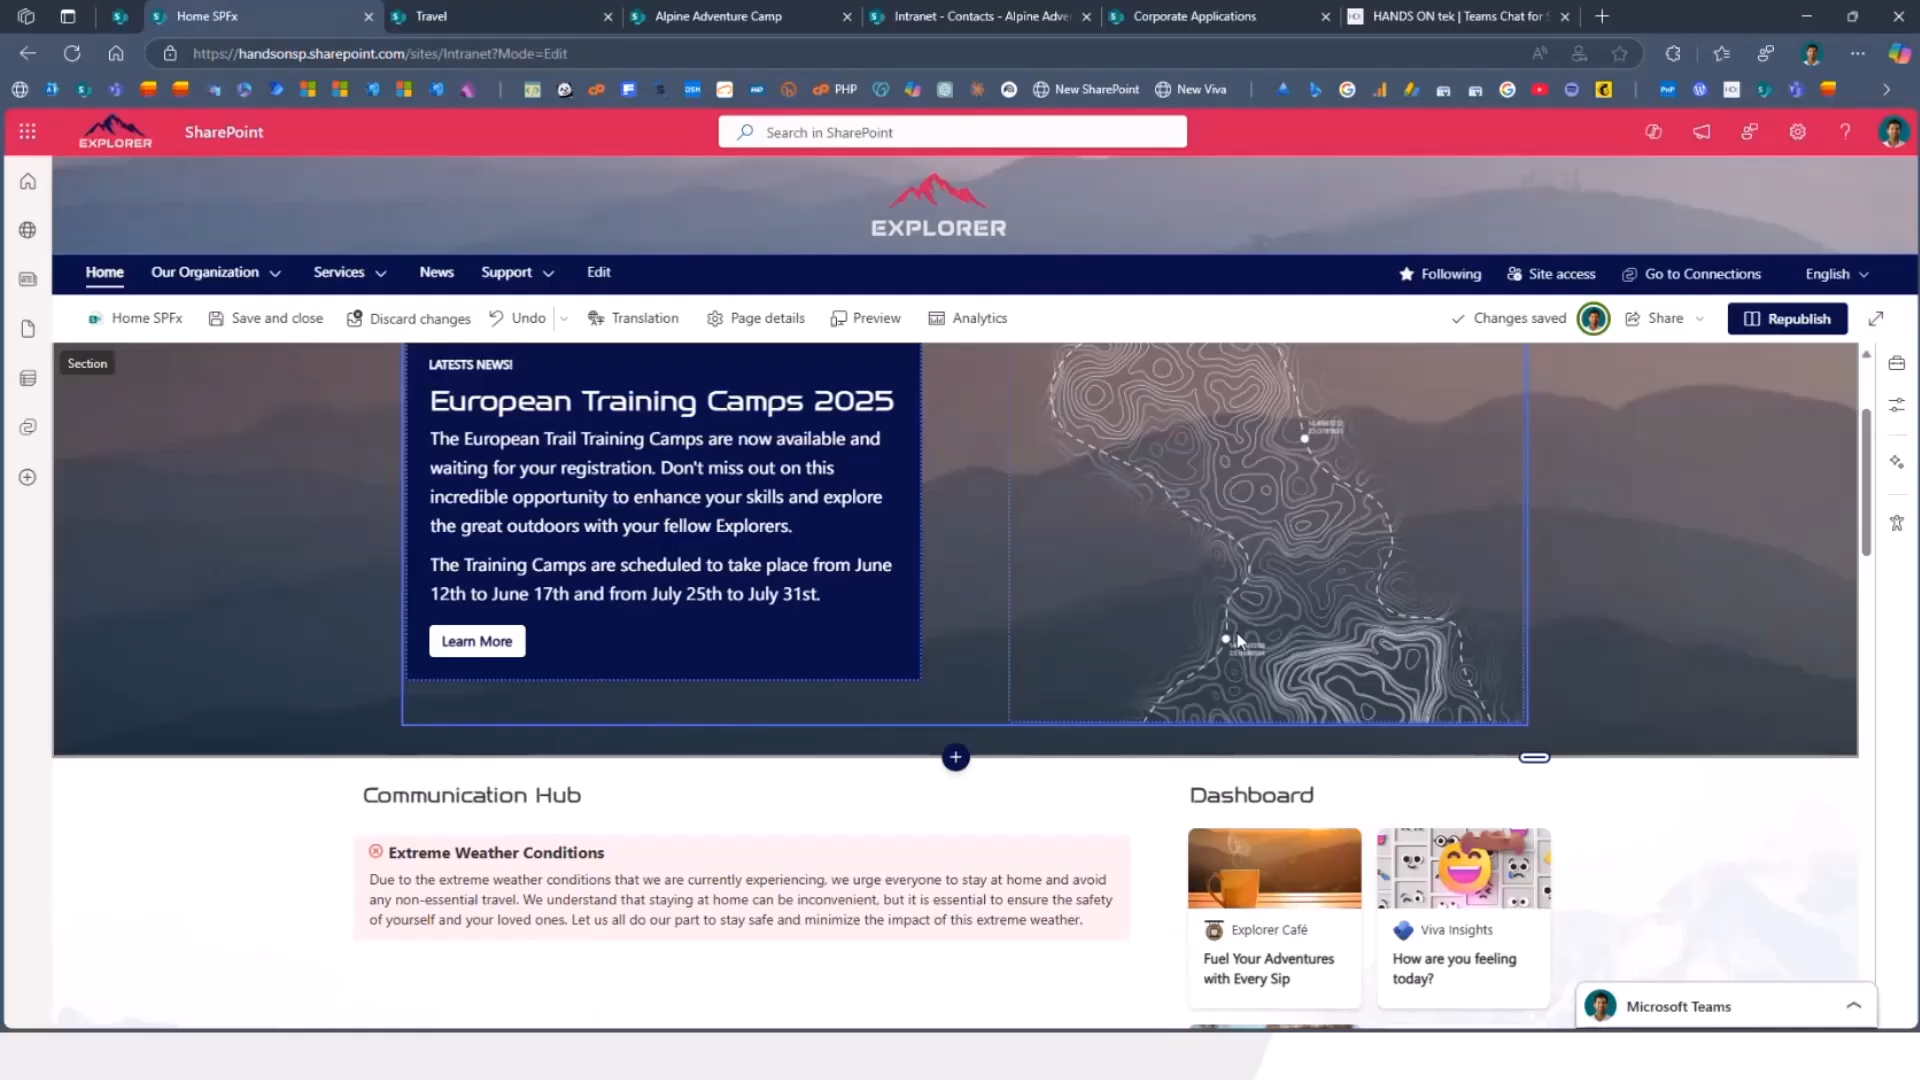 Home SPFx
Travel
Alpine Adventure Camp
Intranet - Contacts - Alpine Adve
Corporate Applications
HANDS ON tek | Teams Chat for S
https://handsonsp.sharepoint.com/sites/Intranet?Mode=Edit
PHP
New SharePoint
New Viva
EXPLORER
SharePoint
Search in SharePoint
EXPLORER
Home
Our Organization
Services
News
Support
Edit
Following
Site access
Go to Connections
English
Home SPFx
Save and close
Discard changes
Undo
Translation
Page details
Preview
Analytics
Changes saved
Share
Republish
Section
LATESTS NEWS!
European Training Camps 2025
The European Trail Training Camps are now available and
waiting for your registration. Don't miss out on this
incredible opportunity to enhance your skills and explore
the great outdoors with your fellow Explorers.
The Training Camps are scheduled to take place from June
12th to June 17th and from July 25th to July 31st.
Learn More
Communication Hub
Extreme Weather Conditions
Due to the extreme weather conditions that we are currently experiencing, we urge everyone to stay at home and avoid
any non-essential travel. We understand that staying at home can be inconvenient, but it is essential to ensure the safety
of yourself and your loved ones. Let us all do our part to stay safe and minimize the impact of this extreme weather.
Dashboard
Explorer Café
Fuel Your Adventures
with Every Sip
Viva Insights
How are you feeling
today?
Microsoft Teams